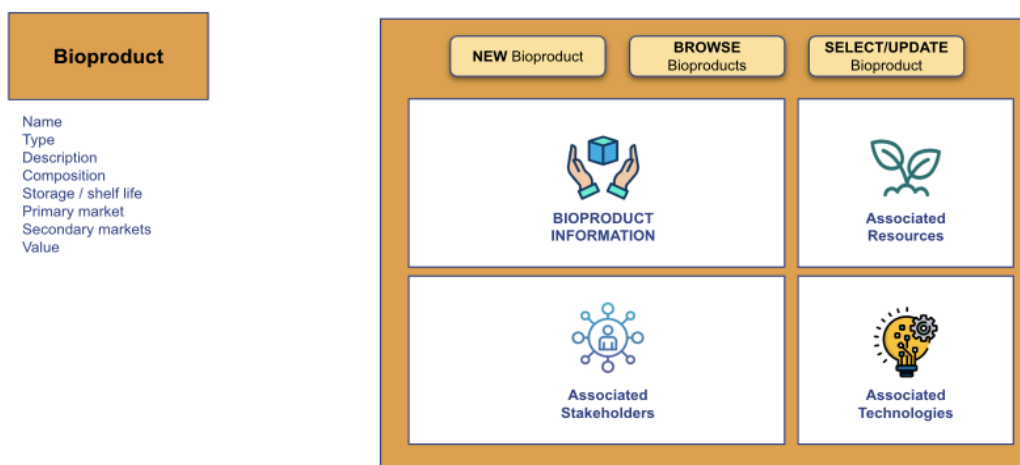 Bioproduct
Name
Type
Description
Composition
Storage / shelf life
Primary market
Secondary markets
Value
NEW Bioproduct
BROWSE
Bioproducts
SELECT/UPDATE
Bioproduct
BIOPRODUCT
INFORMATION
Associated
Resources
Associated
Stakeholders
Associated
Technologies